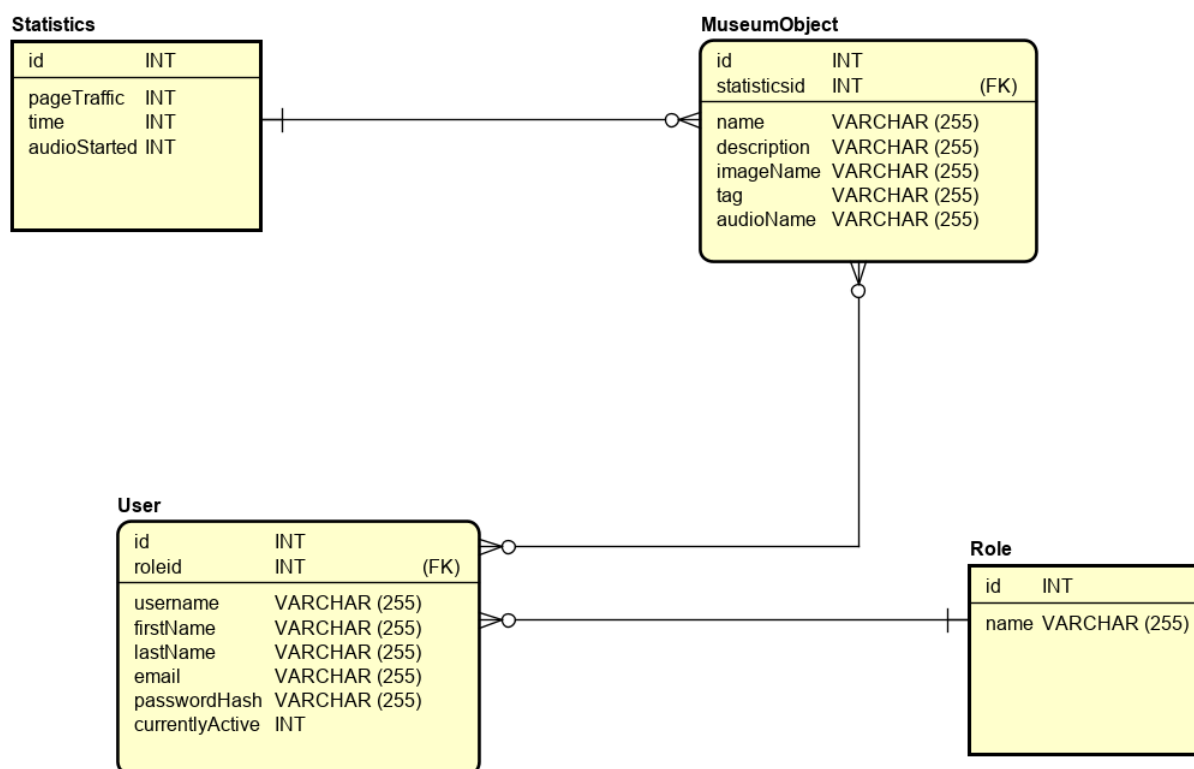 Statistics
id INT
pageTraffic INT
time INT
audioStarted INT
MuseumObject
id INT
statisticsid INT (FK)
name VARCHAR (255)
description VARCHAR (255)
imageName VARCHAR (255)
tag VARCHAR (255)
audioName VARCHAR (255)
User
id INT
roleid INT (FK)
username VARCHAR (255)
firstName VARCHAR (255)
lastName VARCHAR (255)
email VARCHAR (255)
passwordHash VARCHAR (255)
currentlyActive INT
Role
id INT
name VARCHAR (255)